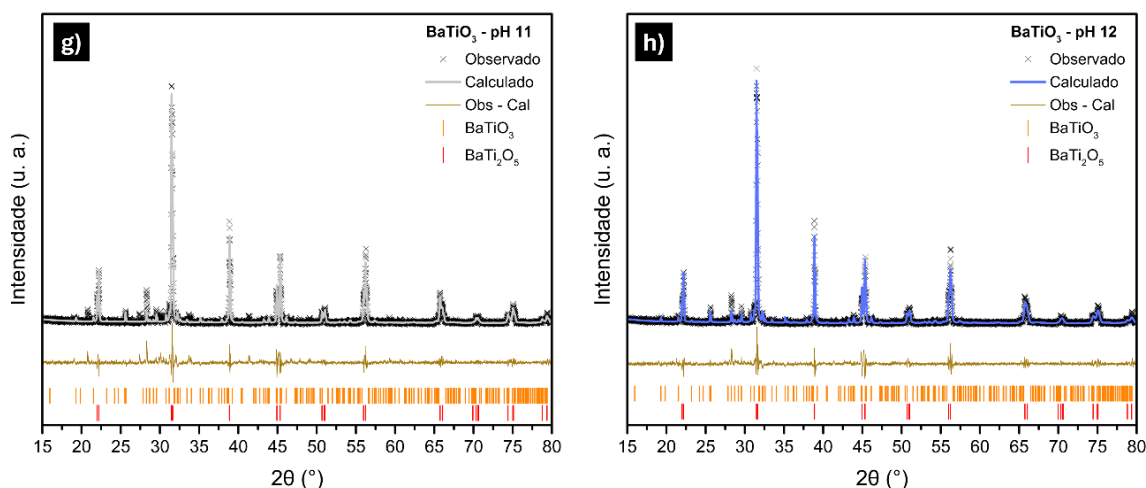 g)
BaTiO₃ - pH 11
Observado
Calculado
Obs - Cal
BaTiO₃
BaTi₂O₅
Intensidade (u. a.)
15 20 25 30 35 40 45 50 55 60 65 70 75 80
2θ (°)
h)
BaTiO₃ - pH 12
Observado
Calculado
Obs - Cal
BaTiO₃
BaTi₂O₅
Intensidade (u. a.)
15 20 25 30 35 40 45 50 55 60 65 70 75 80
2θ (°)